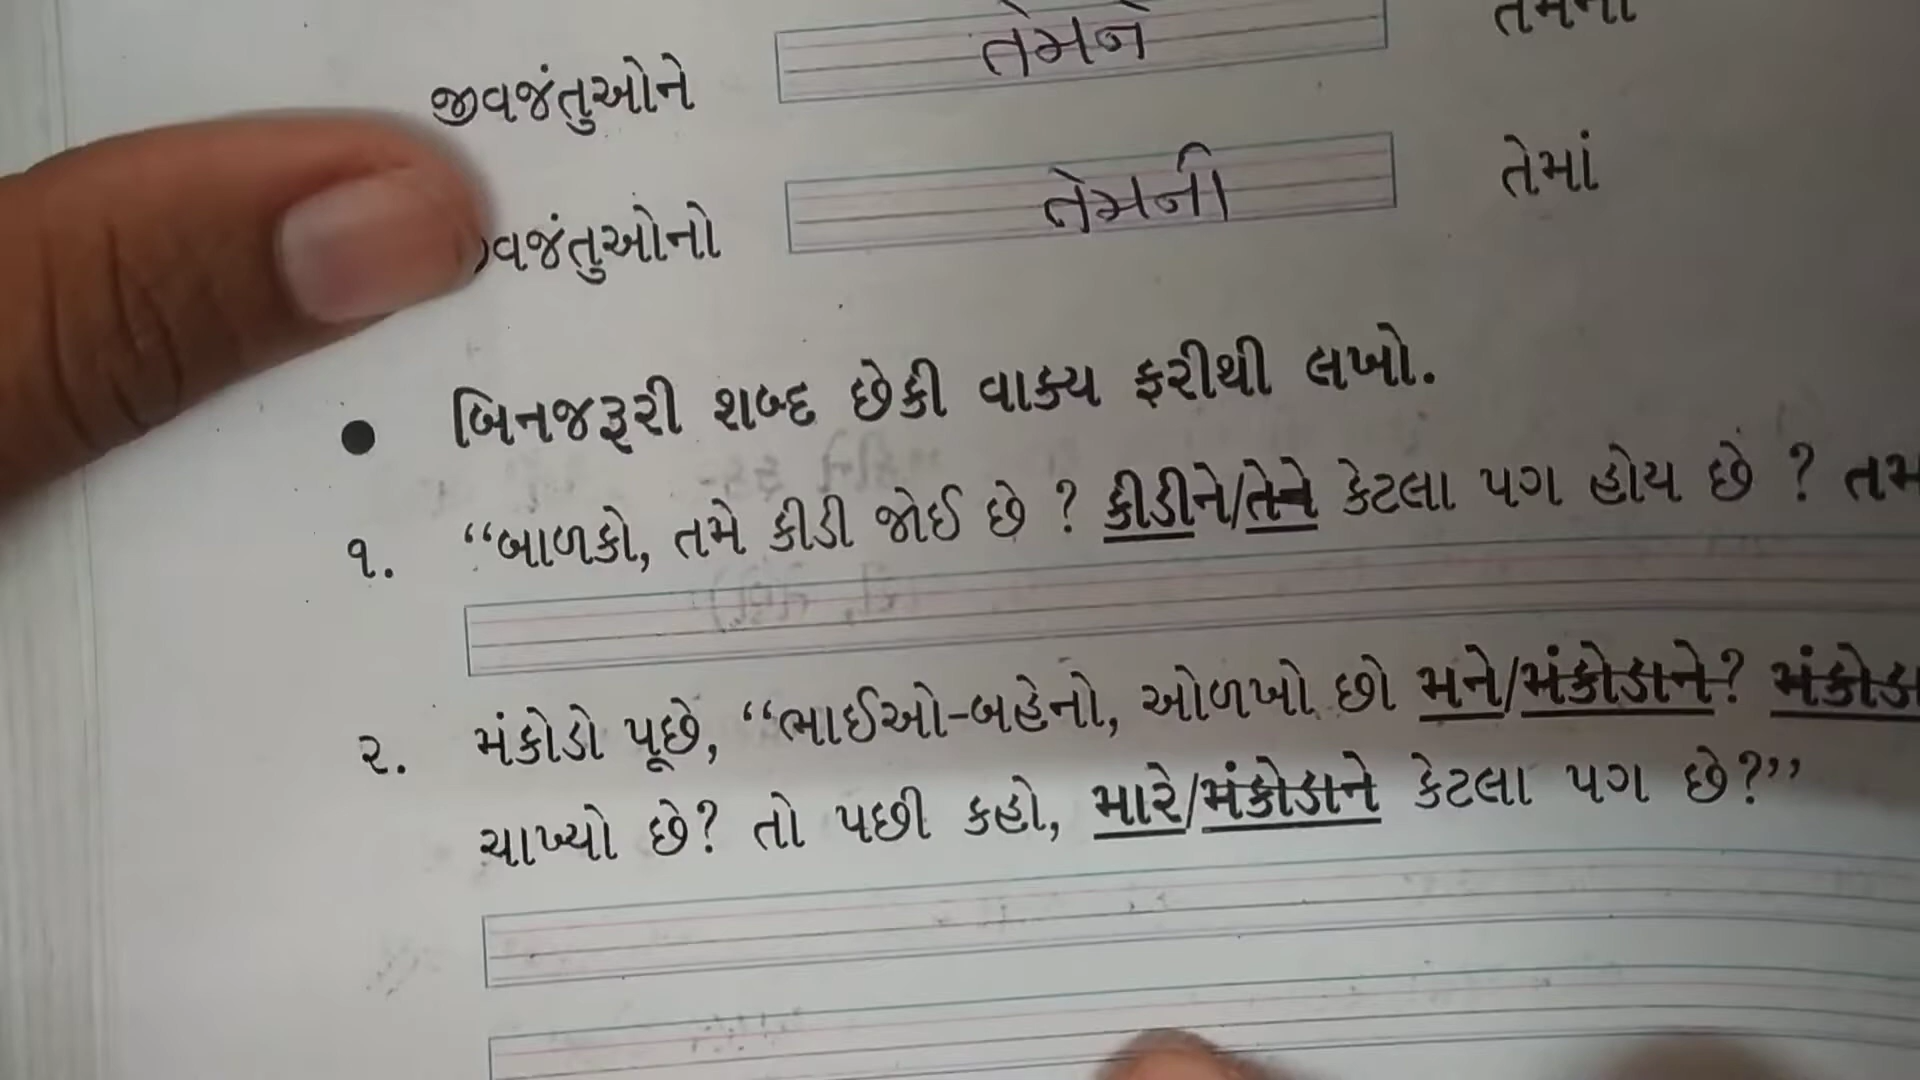 જીવજંતુઓને તેમને
વજંતુઓનો તેમની તેમાં
● બિનજરૂરી શબ્દ છેકી વાક્ય ફરીથી લખો.
૧. “બાળકો, તમે કીડી જોઈ છે ? કીડીને/તેને કેટલા પગ હોય છે ?
૨. મંકોડો પૂછે, “ભાઈઓ-બહેનો, ઓળખો છો મને/મંકોડાને?
ચાખ્યો છે? તો પછી કહો, મારે/મંકોડાને કેટલા પગ છે?”